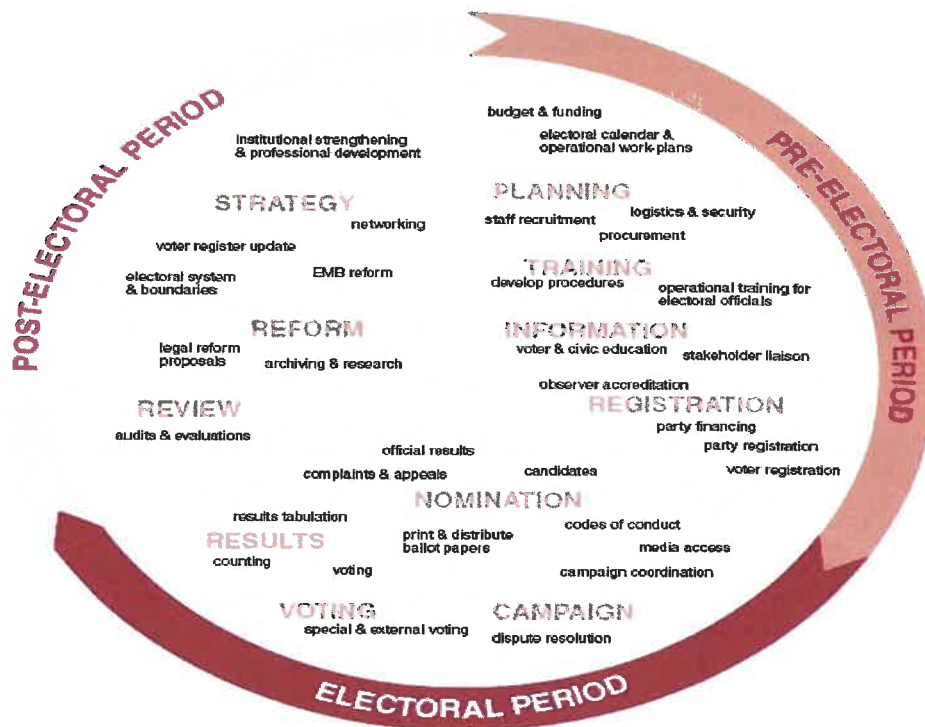 PRE-ELECTORAL PERIOD
budget & funding
electoral calendar &
operational work-plans
PLANNING
staff recruitment
logistics & security
procurement
TRAINING
develop procedures
operational training for
electoral officials
INFORMATION
voter & civic education
stakeholder liaison
observer accreditation
REGISTRATION
party financing
party registration
voter registration
candidates
NOMINATION
print & distribute
ballot papers
codes of conduct
media access
campaign coordination
CAMPAIGN
dispute resolution
ELECTORAL PERIOD
VOTING
special & external voting
voting
RESULTS
counting
results tabulation
complaints & appeals
official results
POST-ELECTORAL PERIOD
REVIEW
audits & evaluations
REFORM
legal reform
proposals
archiving & research
electoral system
& boundaries
EMB reform
voter register update
STRATEGY
networking
institutional strengthening
& professional development